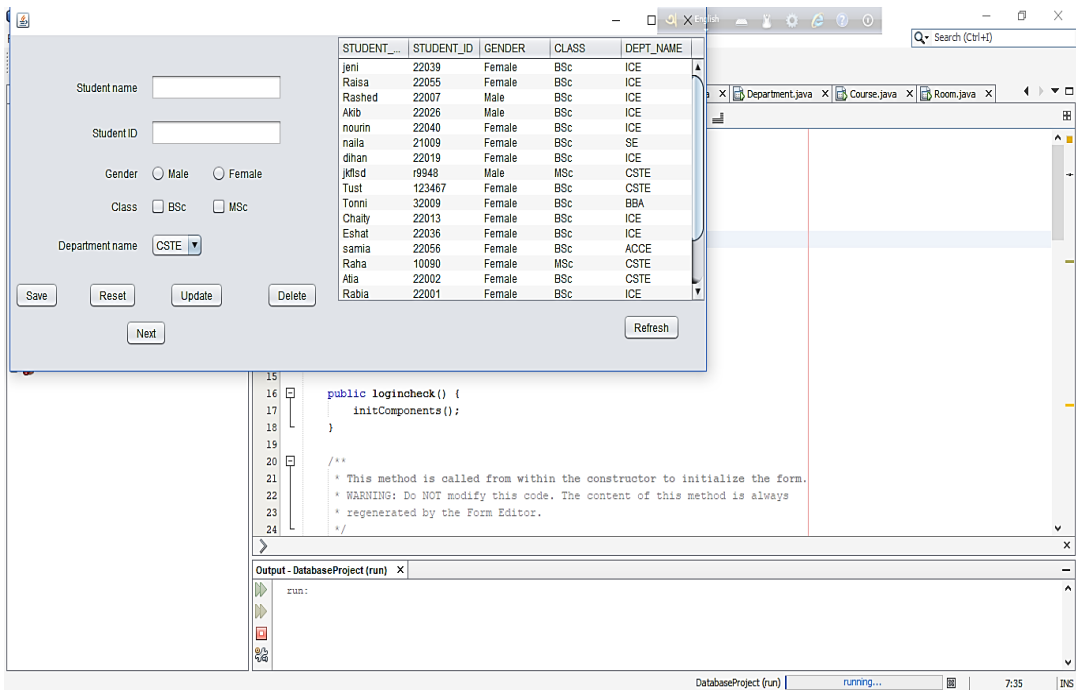 English
Search (Ctrl+I)
Student name
Student ID
Gender Male Female
Class BSc MSc
Department name CSTE
Save Reset Update Delete
Next
STUDENT_... STUDENT_ID GENDER CLASS DEPT_NAME
jeni 22039 Female BSc ICE
Raisa 22055 Female BSc ICE
Rashed 22007 Male BSc ICE
Akib 22026 Male BSc ICE
nourin 22040 Female BSc ICE
naila 21009 Female BSc SE
dihan 22019 Female BSc ICE
jkflsd r9948 Male MSc CSTE
Tust 123467 Female BSc CSTE
Tonni 32009 Female BSc BBA
Chaity 22013 Female BSc ICE
Eshat 22036 Female BSc ICE
samia 22056 Female BSc ACCE
Raha 10090 Female MSc CSTE
Atia 22002 Female BSc CSTE
Rabia 22001 Female BSc ICE
Refresh
Department.java Course.java Room.java
15
16 public logincheck() {
17 initComponents();
18 }
19
20 /**
21 * This method is called from within the constructor to initialize the form.
22 * WARNING: Do NOT modify this code. The content of this method is always
23 * regenerated by the Form Editor.
24 */
Output - DatabaseProject (run)
run:
DatabaseProject (run) running... 7:35 INS